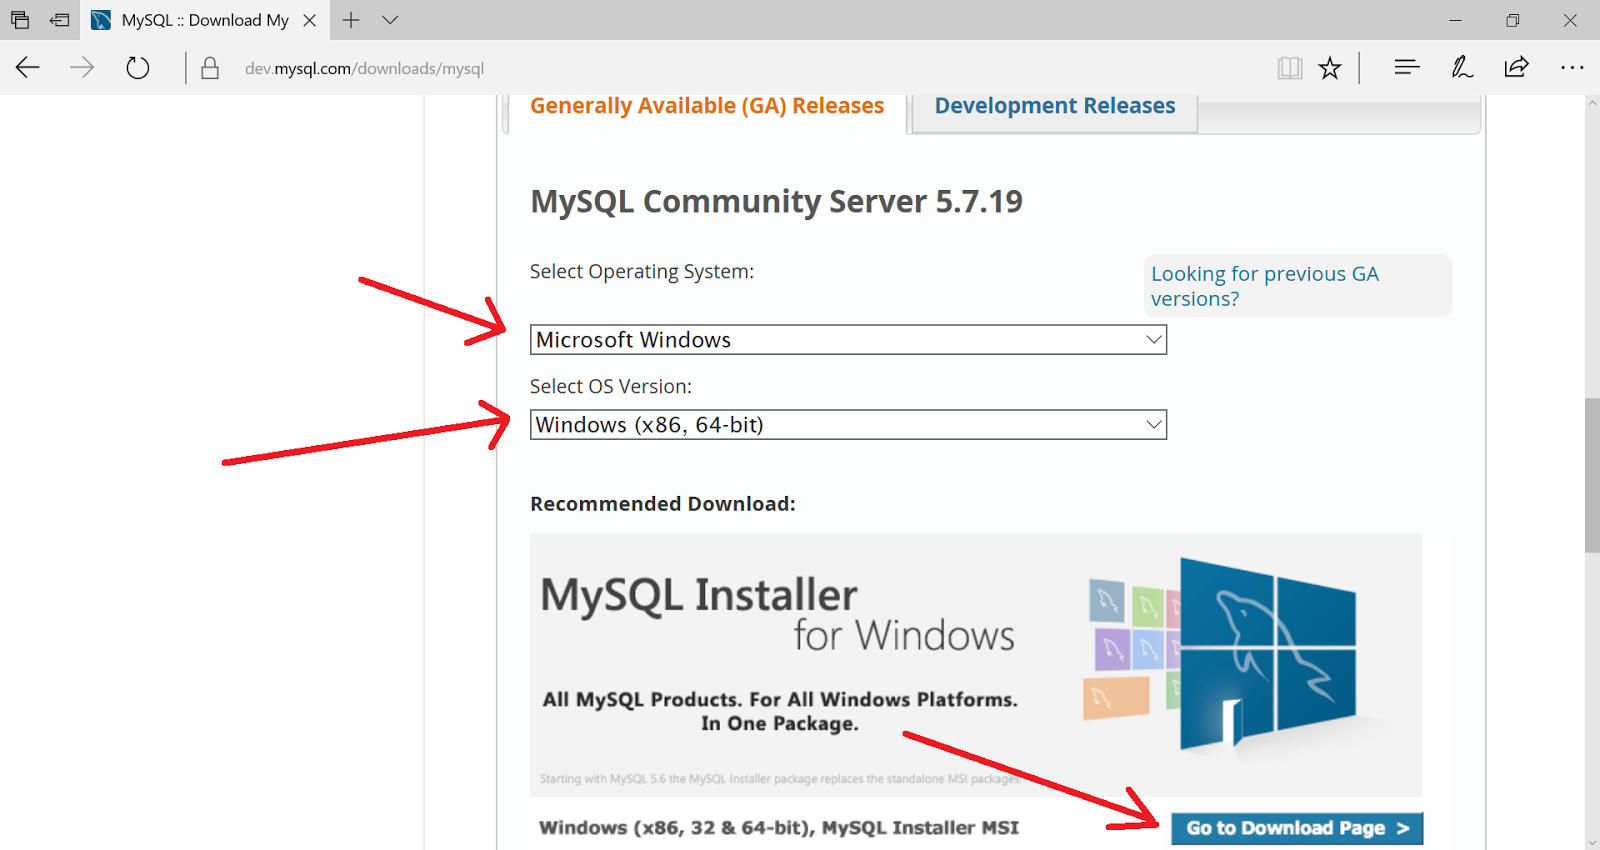 MySQL :: Download My
dev.mysql.com/downloads/mysql
Generally Available (GA) Releases
Development Releases
MySQL Community Server 5.7.19
Select Operating System:
Looking for previous GA
versions?
Microsoft Windows
Select OS Version:
Windows (x86, 64-bit)
Recommended Download:
MySQL Installer
for Windows
All MySQL Products. For All Windows Platforms.
In One Package.
Starting with MySQL 5.6 the MySQL Installer package replaces the standalone MSI packages.
Windows (x86, 32 & 64-bit), MySQL Installer MSI
Go to Download Page >